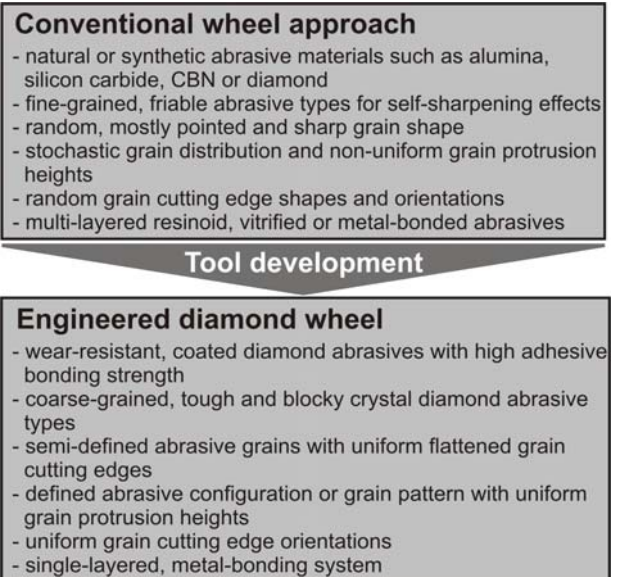 Conventional wheel approach
- natural or synthetic abrasive materials such as alumina,
silicon carbide, CBN or diamond
- fine-grained, friable abrasive types for self-sharpening effects
- random, mostly pointed and sharp grain shape
- stochastic grain distribution and non-uniform grain protrusion
heights
- random grain cutting edge shapes and orientations
- multi-layered resinoid, vitrified or metal-bonded abrasives
Tool development
Engineered diamond wheel
- wear-resistant, coated diamond abrasives with high adhesive
bonding strength
- coarse-grained, tough and blocky crystal diamond abrasive
types
- semi-defined abrasive grains with uniform flattened grain
cutting edges
- defined abrasive configuration or grain pattern with uniform
grain protrusion heights
- uniform grain cutting edge orientations
- single-layered, metal-bonding system